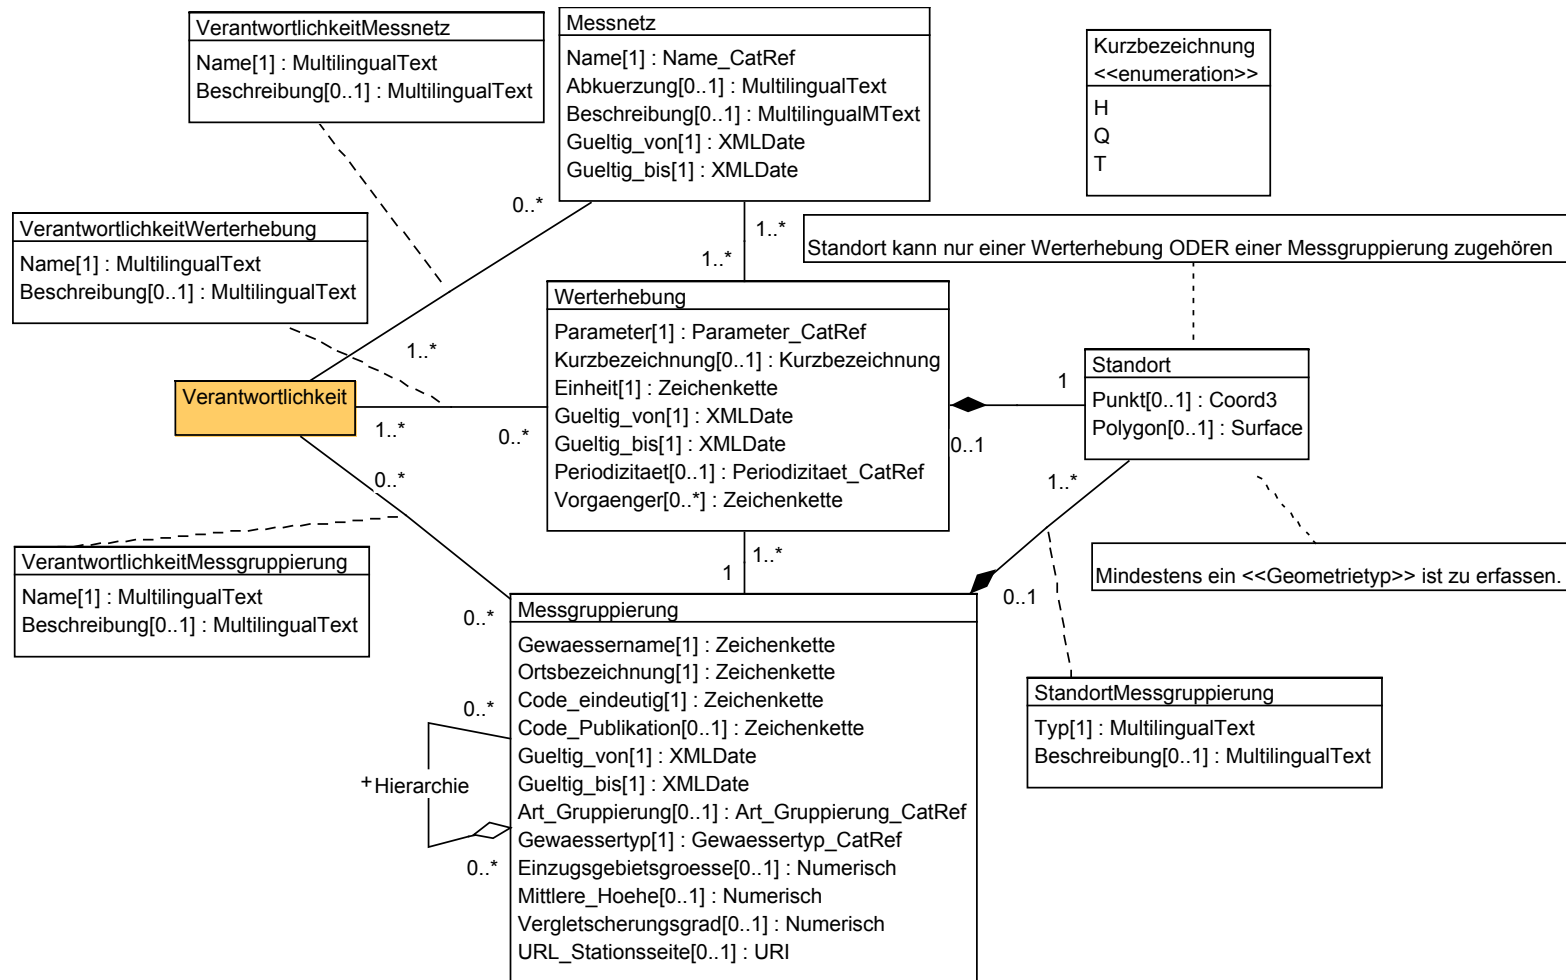 VerantwortlichkeitMessnetz
Name[1] : MultilingualText
Beschreibung[0..1] : MultilingualText
Messnetz
Name[1] : Name_CatRef
Abkuerzung[0..1] : MultilingualText
Beschreibung[0..1] : MultilingualMText
Gueltig_von[1] : XMLDate
Gueltig_bis[1] : XMLDate
Kurzbezeichnung
<<enumeration>>
H
Q
T
0..*
1..*
1..*
VerantwortlichkeitWerterhebung
Name[1] : MultilingualText
Beschreibung[0..1] : MultilingualText
Standort kann nur einer Werterhebung ODER einer Messgruppierung zugehören
1..*
Werterhebung
Parameter[1] : Parameter_CatRef
Kurzbezeichnung[0..1] : Kurzbezeichnung
Einheit[1] : Zeichenkette
Gueltig_von[1] : XMLDate
Gueltig_bis[1] : XMLDate
Periodizitaet[0..1] : Periodizitaet_CatRef
Vorgaenger[0..*] : Zeichenkette
Verantwortlichkeit
1..*
0..*
0..*
1
0..1
Standort
Punkt[0..1] : Coord3
Polygon[0..1] : Surface
1..*
0..1
Mindestens ein <<Geometrietyp>> ist zu erfassen.
VerantwortlichkeitMessgruppierung
Name[1] : MultilingualText
Beschreibung[0..1] : MultilingualText
1..*
1
0..*
Messgruppierung
Gewaessername[1] : Zeichenkette
Ortsbezeichnung[1] : Zeichenkette
Code_eindeutig[1] : Zeichenkette
Code_Publikation[0..1] : Zeichenkette
Gueltig_von[1] : XMLDate
Gueltig_bis[1] : XMLDate
Art_Gruppierung[0..1] : Art_Gruppierung_CatRef
Gewaessertyp[1] : Gewaessertyp_CatRef
Einzugsgebietsgroesse[0..1] : Numerisch
Mittlere_Hoehe[0..1] : Numerisch
Vergletscherungsgrad[0..1] : Numerisch
URL_Stationsseite[0..1] : URI
0..*
+Hierarchie
0..*
StandortMessgruppierung
Typ[1] : MultilingualText
Beschreibung[0..1] : MultilingualText